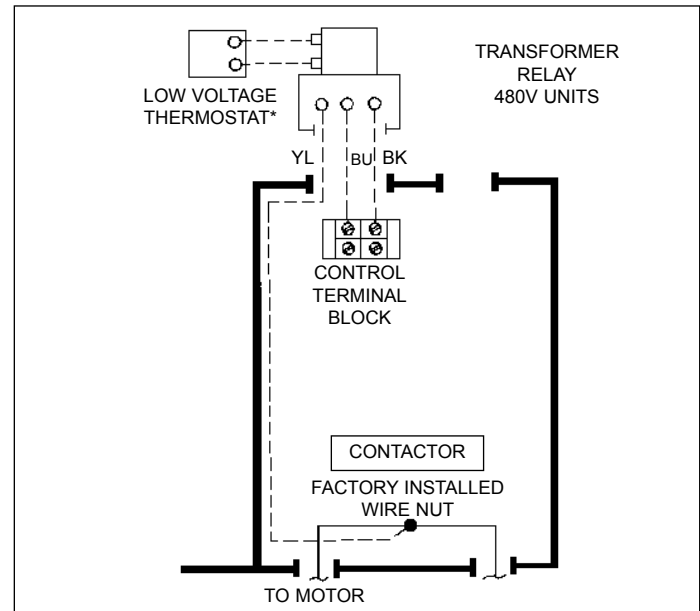 TRANSFORMER
RELAY
480V UNITS
LOW VOLTAGE
THERMOSTAT*
YL BU BK
CONTROL
TERMINAL
BLOCK
CONTACTOR
FACTORY INSTALLED
WIRE NUT
TO MOTOR